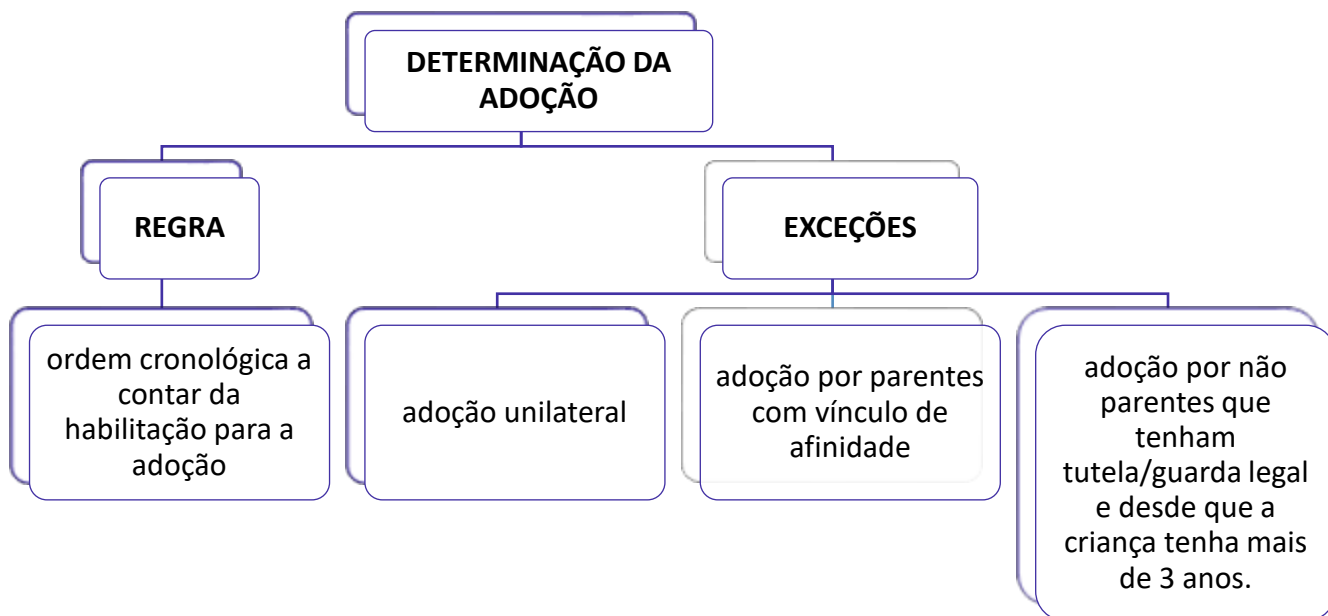 DETERMINAÇÃO DA
ADOÇÃO
REGRA
EXCEÇÕES
ordem cronológica a
contar da
habilitação para a
adoção
adoção unilateral
adoção por parentes
com vínculo de
afinidade
adoção por não
parentes que
tenham
tutela/guarda legal
e desde que a
criança tenha mais
de 3 anos.